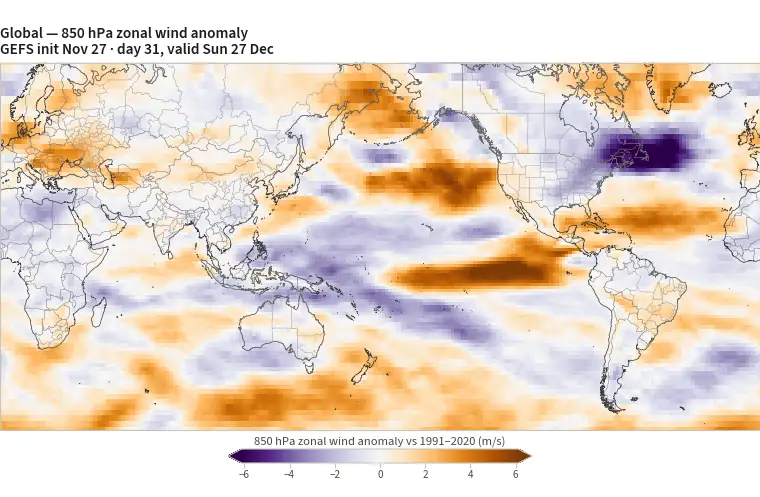 Global — 850 hPa zonal wind anomaly
GEFS init Nov 27 · day 31, valid Sun 27 Dec
850 hPa zonal wind anomaly vs 1991–2020 (m/s)
−6 −4 −2 0 2 4 6